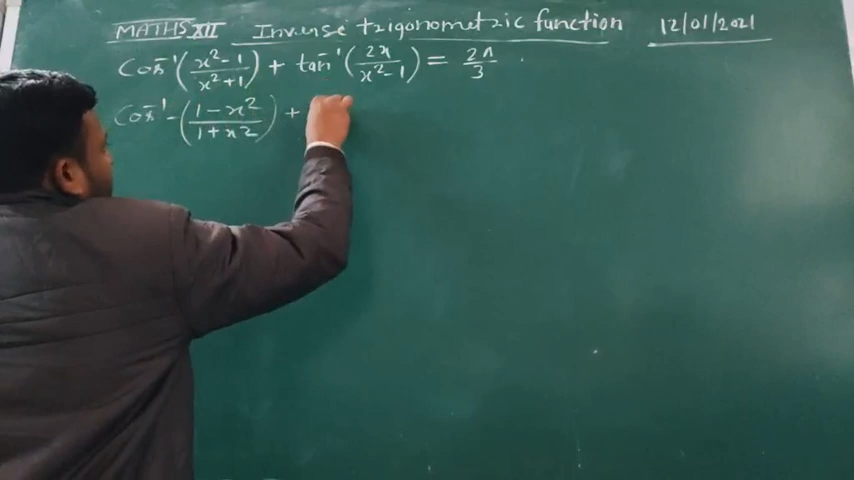 MATHS XII Inverse trigonometric function 12/01/2021
Cos⁻¹(x²-1/x²+1) + tan⁻¹(2x/x²-1) = 2π/3
Cos⁻¹ -(1-x²/1+x²) +